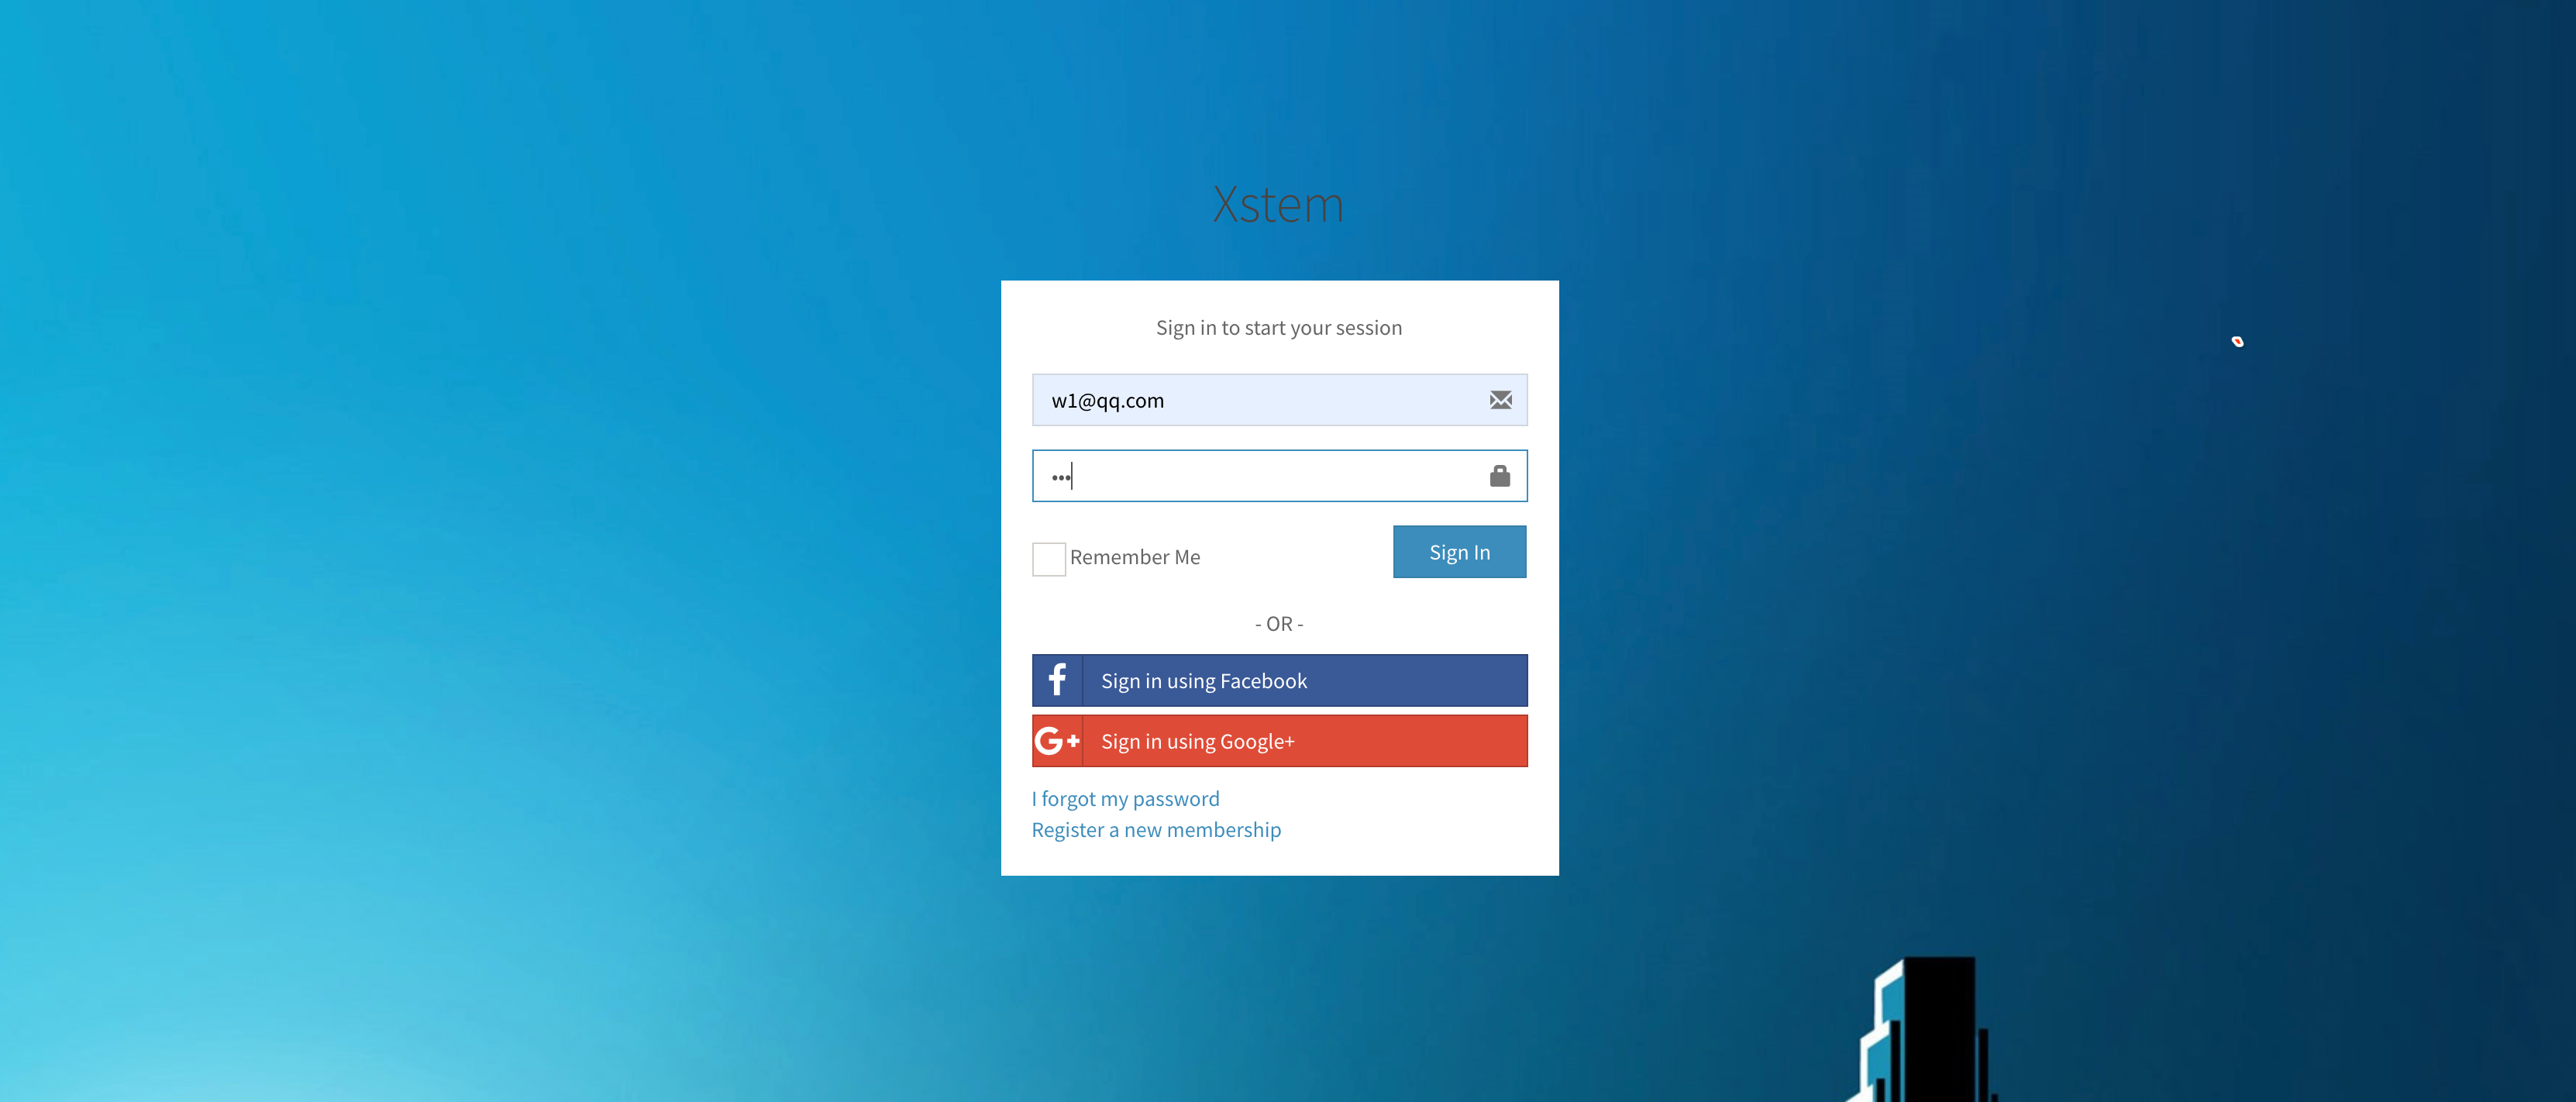 Xstem
Sign in to start your session
w1@qq.com
•••
Remember Me
Sign In
- OR -
Sign in using Facebook
G+ Sign in using Google+
I forgot my password
Register a new membership